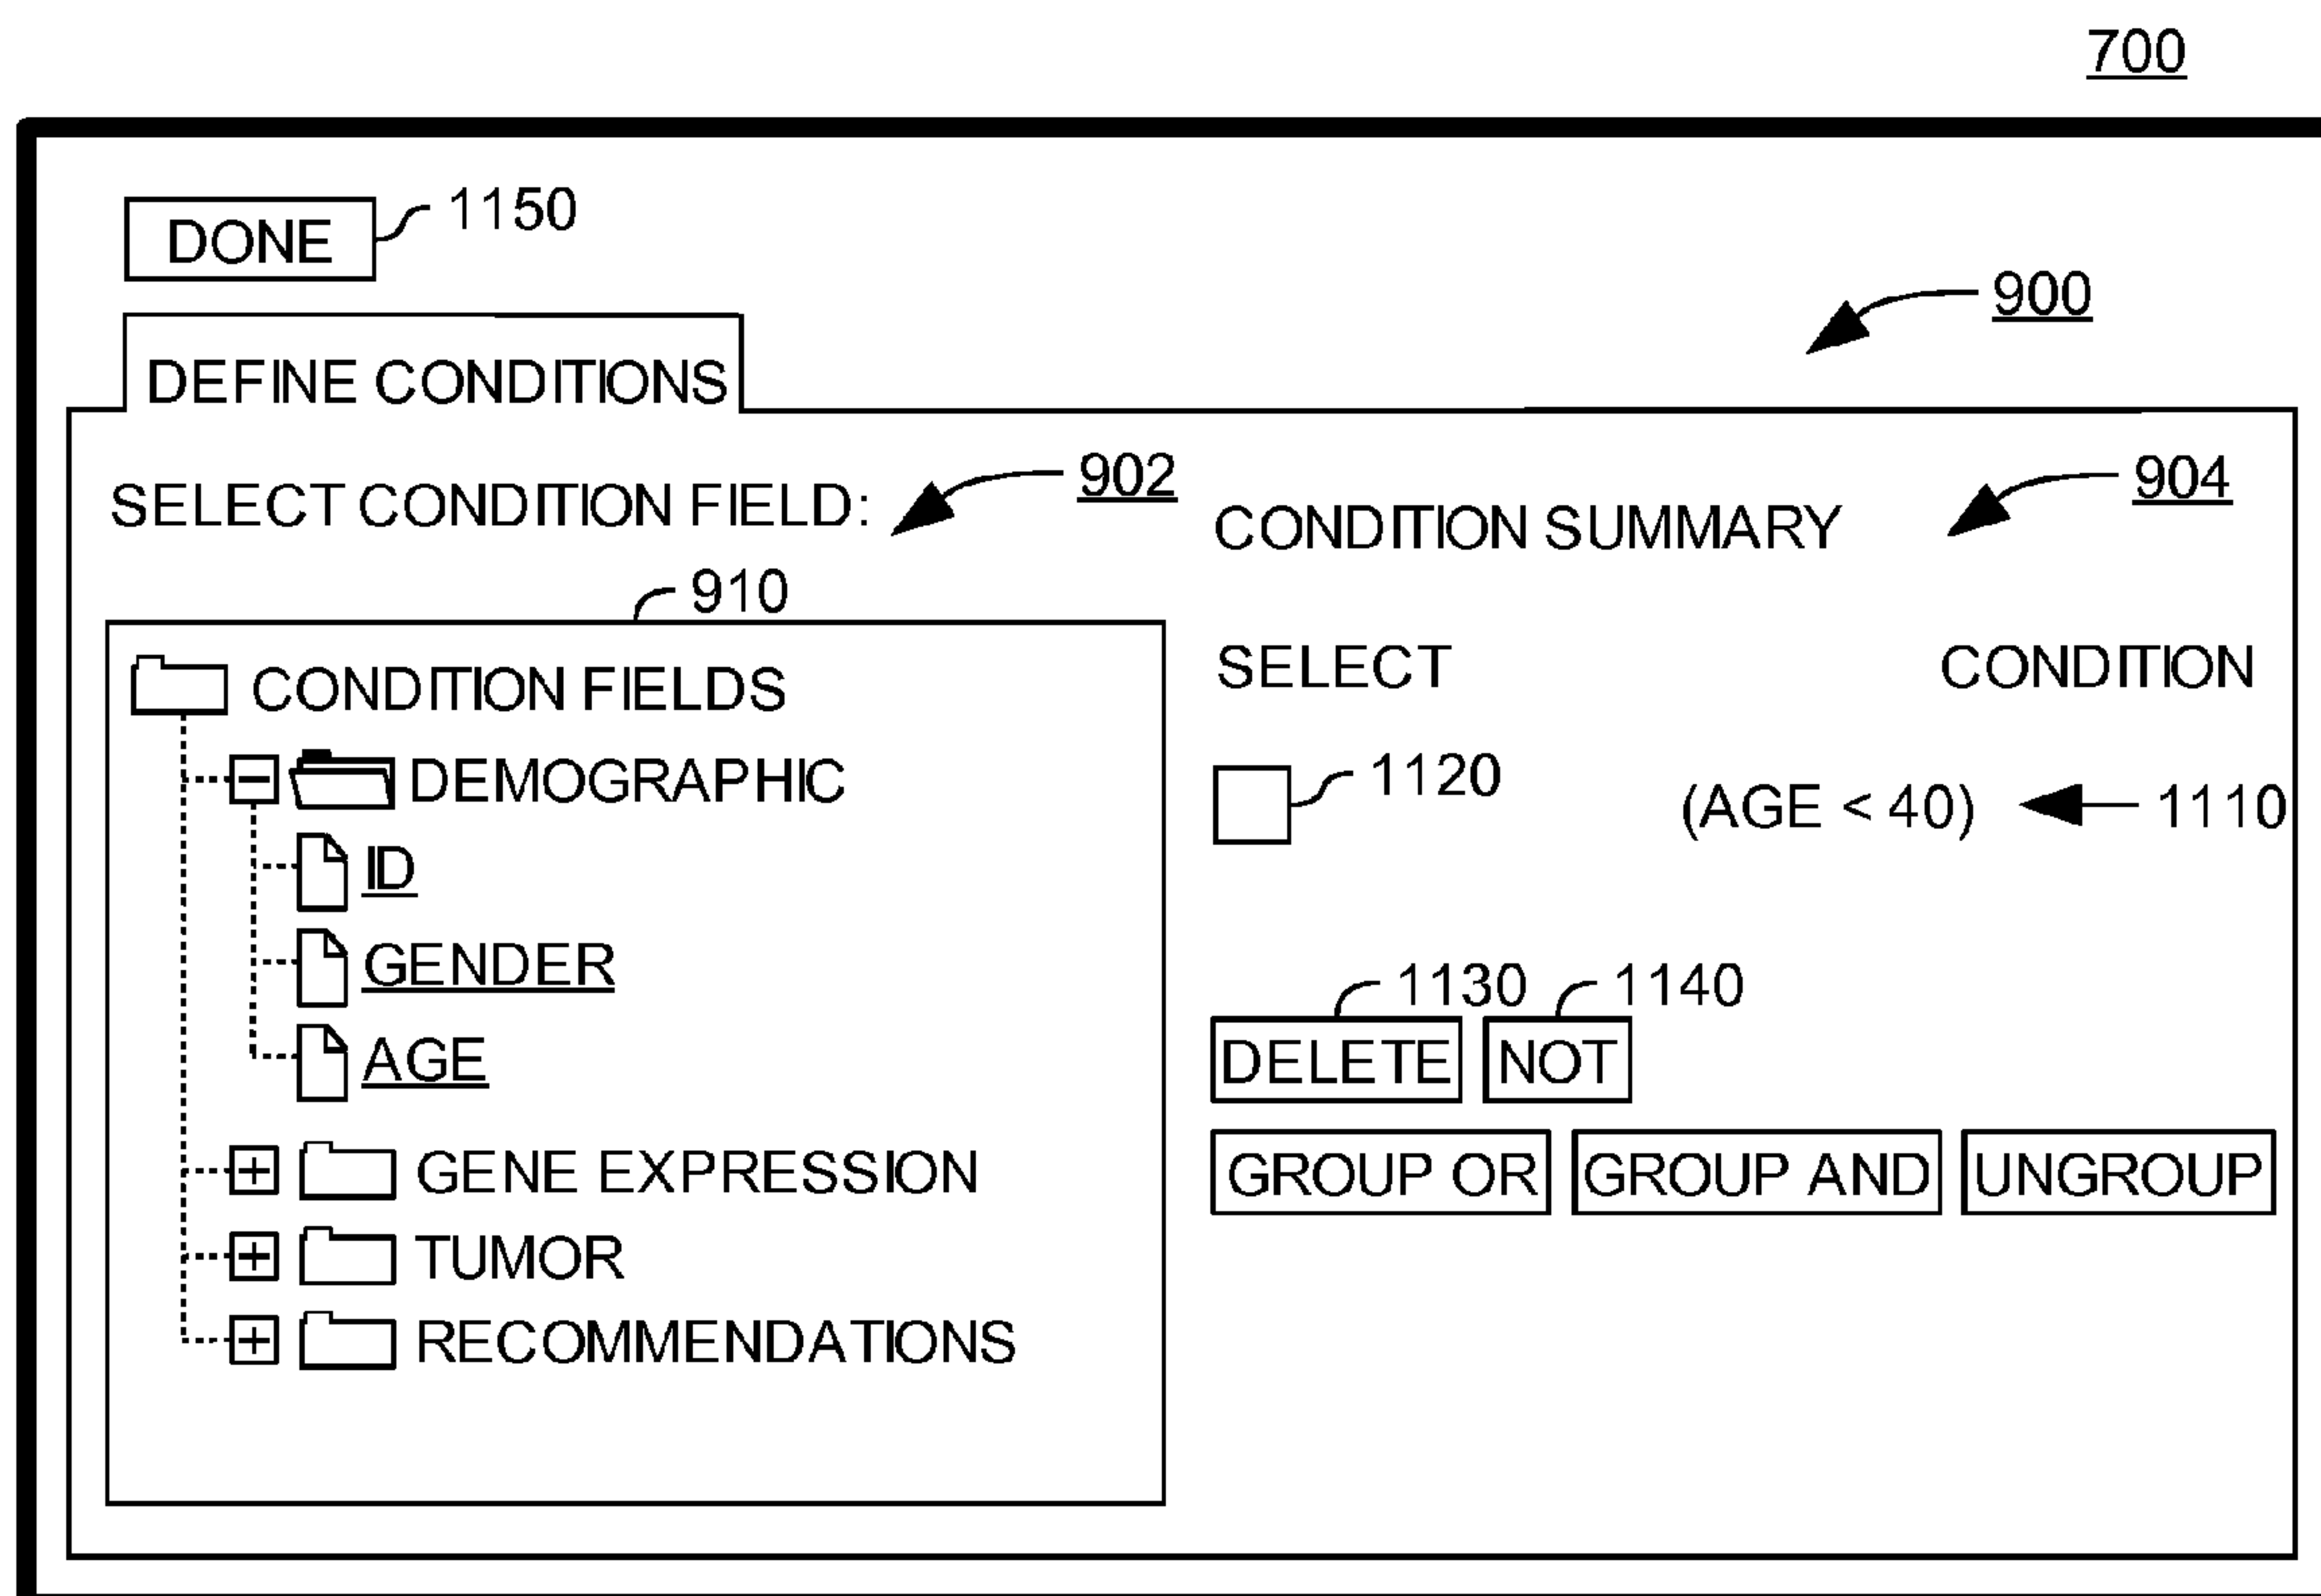 700
DONE 1150
900
DEFINE CONDITIONS
SELECT CONDITION FIELD: 902
910
CONDITION FIELDS
DEMOGRAPHIC
ID
GENDER
AGE
GENE EXPRESSION
TUMOR
RECOMMENDATIONS
904
CONDITION SUMMARY
SELECT CONDITION
1120 (AGE < 40) 1110
1130 1140
DELETE NOT
GROUP OR GROUP AND UNGROUP